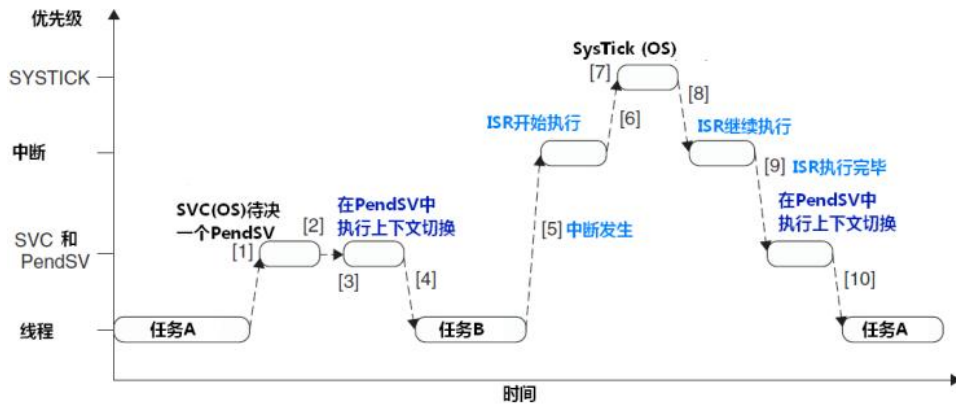 优先级
SysTick (OS)
SYSTICK
[7]
[8]
ISR开始执行
[6]
ISR继续执行
中断
[9] ISR执行完毕
SVC(OS)待决
一个PendSV
[2]
在PendSV中
执行上下文切换
在PendSV中
执行上下文切换
SVC 和
PendSV
[1]
[5] 中断发生
[3]
[4]
[10]
线程
任务A
任务B
任务A
时间